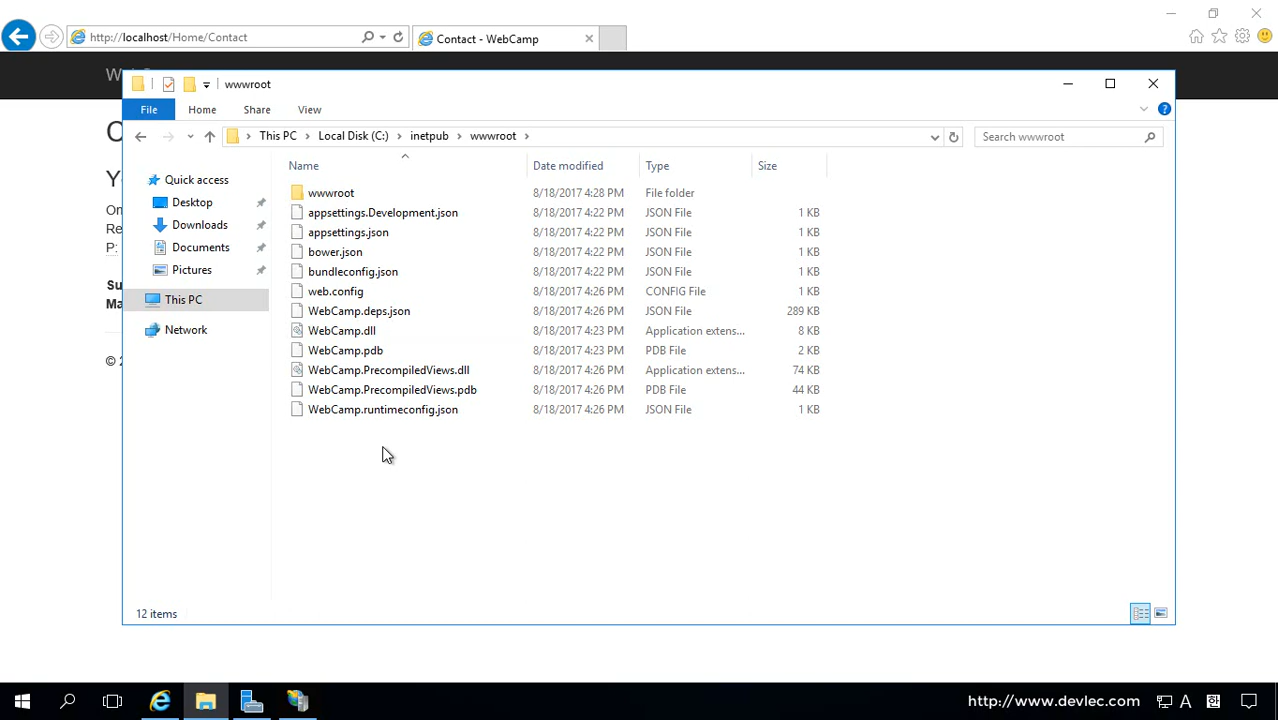 http://localhost/Home/Contact
Contact - WebCamp
wwwroot
File Home Share View
This PC Local Disk (C:) inetpub wwwroot
Search wwwroot
Name Date modified Type Size
Quick access
Desktop
Downloads
Documents
Pictures
This PC
Network
wwwroot 8/18/2017 4:28 PM File folder
appsettings.Development.json 8/18/2017 4:22 PM JSON File 1 KB
appsettings.json 8/18/2017 4:22 PM JSON File 1 KB
bower.json 8/18/2017 4:22 PM JSON File 1 KB
bundleconfig.json 8/18/2017 4:22 PM JSON File 1 KB
web.config 8/18/2017 4:26 PM CONFIG File 1 KB
WebCamp.deps.json 8/18/2017 4:26 PM JSON File 289 KB
WebCamp.dll 8/18/2017 4:23 PM Application extens... 8 KB
WebCamp.pdb 8/18/2017 4:23 PM PDB File 2 KB
WebCamp.PrecompiledViews.dll 8/18/2017 4:26 PM Application extens... 74 KB
WebCamp.PrecompiledViews.pdb 8/18/2017 4:26 PM PDB File 44 KB
WebCamp.runtimeconfig.json 8/18/2017 4:26 PM JSON File 1 KB
P:
12 items
http://www.devlec.com
A